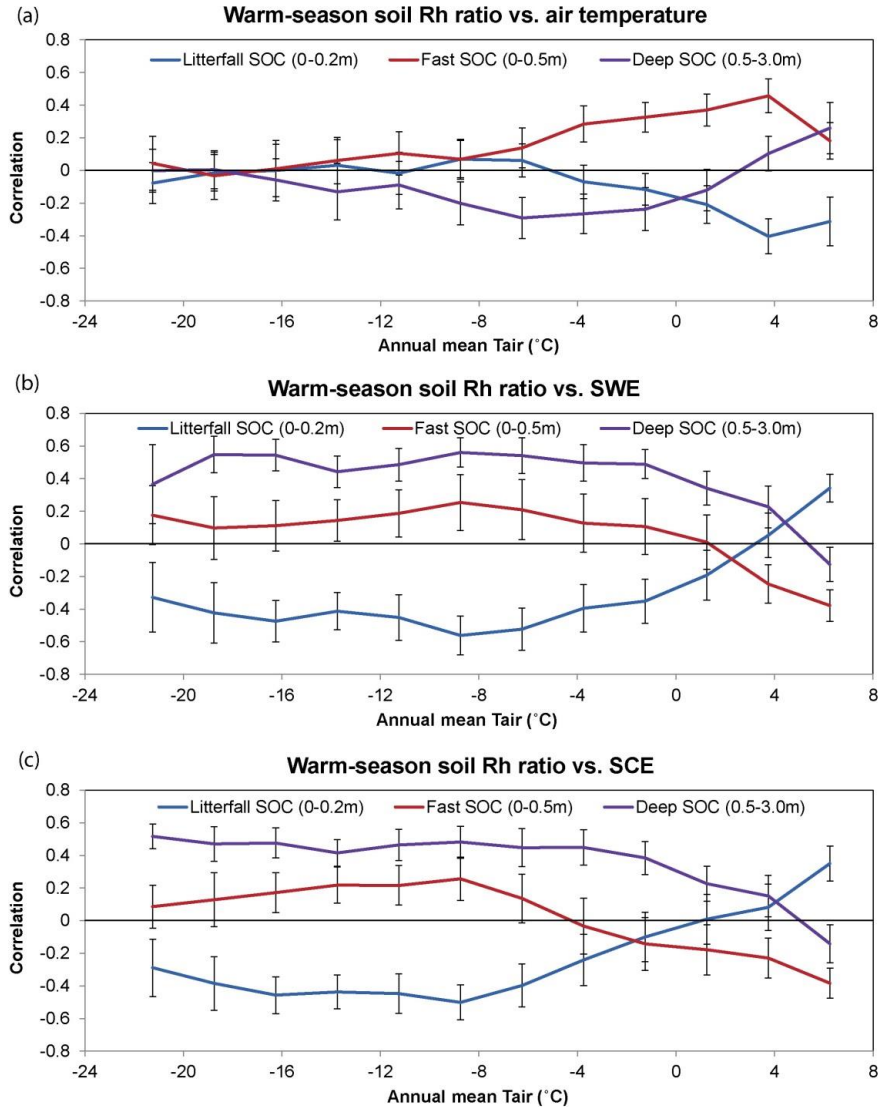 (a)
Warm-season soil Rh ratio vs. air temperature
0.8
Litterfall SOC (0-0.2m) Fast SOC (0-0.5m) Deep SOC (0.5-3.0m)
0.6
0.4
0.2
0
-0.2
-0.4
-0.6
-0.8
Correlation
-24 -20 -16 -12 -8 -4 0 4 8
Annual mean Tair (˚C)
(b)
Warm-season soil Rh ratio vs. SWE
0.8
Litterfall SOC (0-0.2m) Fast SOC (0-0.5m) Deep SOC (0.5-3.0m)
0.6
0.4
0.2
0
-0.2
-0.4
-0.6
-0.8
Correlation
-24 -20 -16 -12 -8 -4 0 4 8
Annual mean Tair (˚C)
(c)
Warm-season soil Rh ratio vs. SCE
0.8
Litterfall SOC (0-0.2m) Fast SOC (0-0.5m) Deep SOC (0.5-3.0m)
0.6
0.4
0.2
0
-0.2
-0.4
-0.6
-0.8
Correlation
-24 -20 -16 -12 -8 -4 0 4 8
Annual mean Tair (˚C)